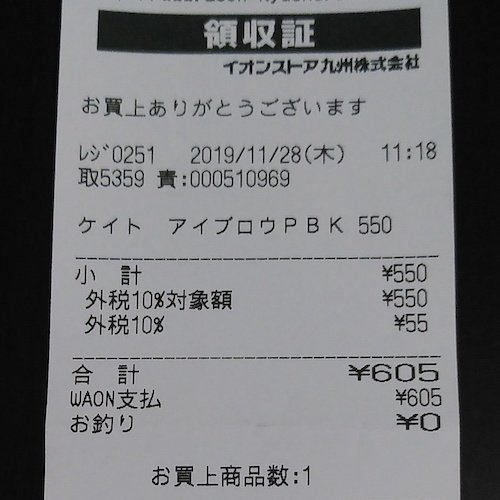 領収証
イオンストア九州株式会社
お買上ありがとうございます
ﾚｼﾞ0251 2019/11/28(木) 11:18
取5359 責:000510969
ケイト アイブロウPBK 550
小計 ¥550
外税10%対象額 ¥550
外税10% ¥55
合計 ¥605
WAON支払 ¥605
お釣り ¥0
お買上商品数:1